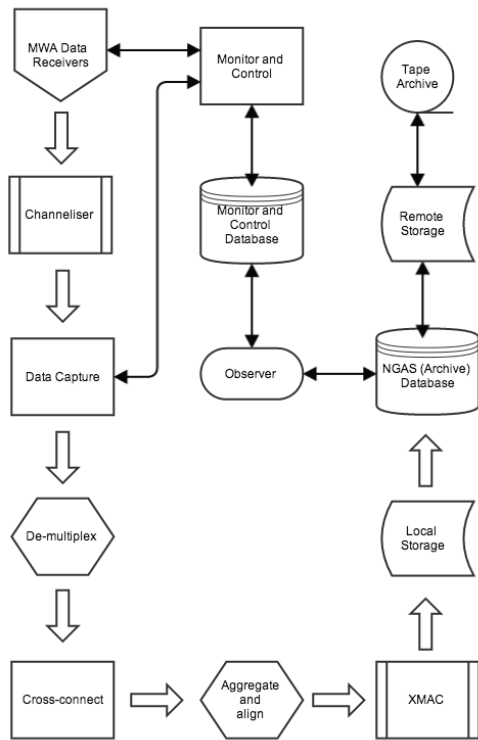 MWA Data
Receivers
Monitor and
Control
Tape
Archive
Channeliser
Monitor and
Control
Database
Remote
Storage
Data Capture
Observer
NGAS (Archive)
Database
De-multiplex
Local
Storage
Cross-connect
Aggregate
and
align
XMAC